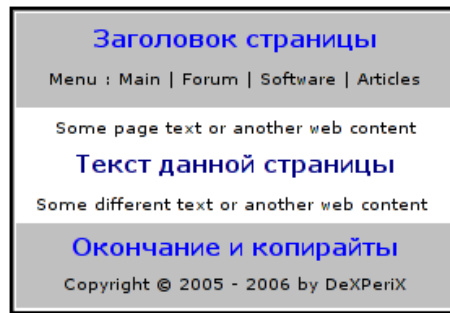 Заголовок страницы
Menu : Main | Forum | Software | Articles
Some page text or another web content
Текст данной страницы
Some different text or another web content
Окончание и копирайты
Copyright © 2005 - 2006 by DeXPeriX